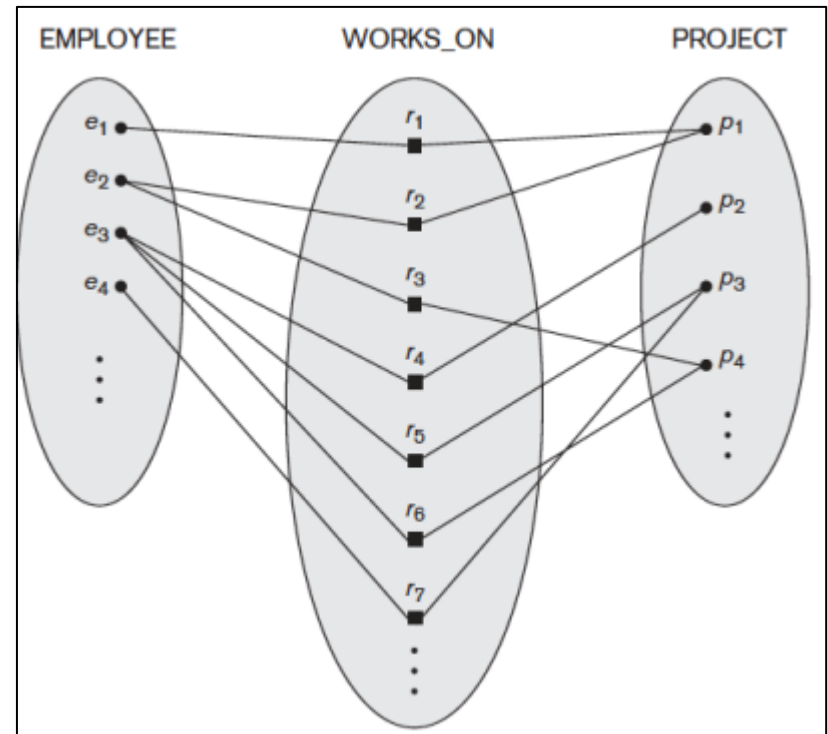 EMPLOYEE
WORKS_ON
PROJECT
e1
e2
e3
e4
r1
r2
r3
r4
r5
r6
r7
p1
p2
p3
p4